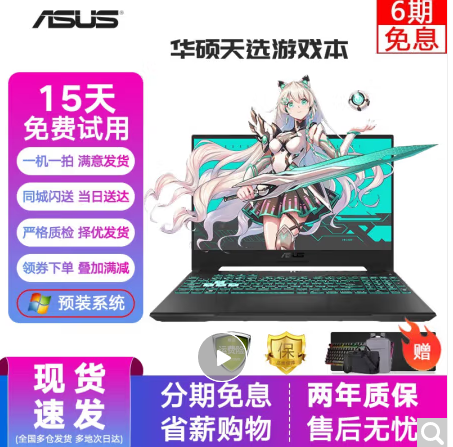 ASUS
6期
免息
华硕天选游戏本
15天
免费试用
一机一拍 满意发货
同城闪送 当日送达
严格质检 择优发货
领券下单 叠加满减
预装系统
保
赠
现货
速发
(全国多仓发货 多地次日达)
分期免息
省薪购物
两年质保
售后无忧